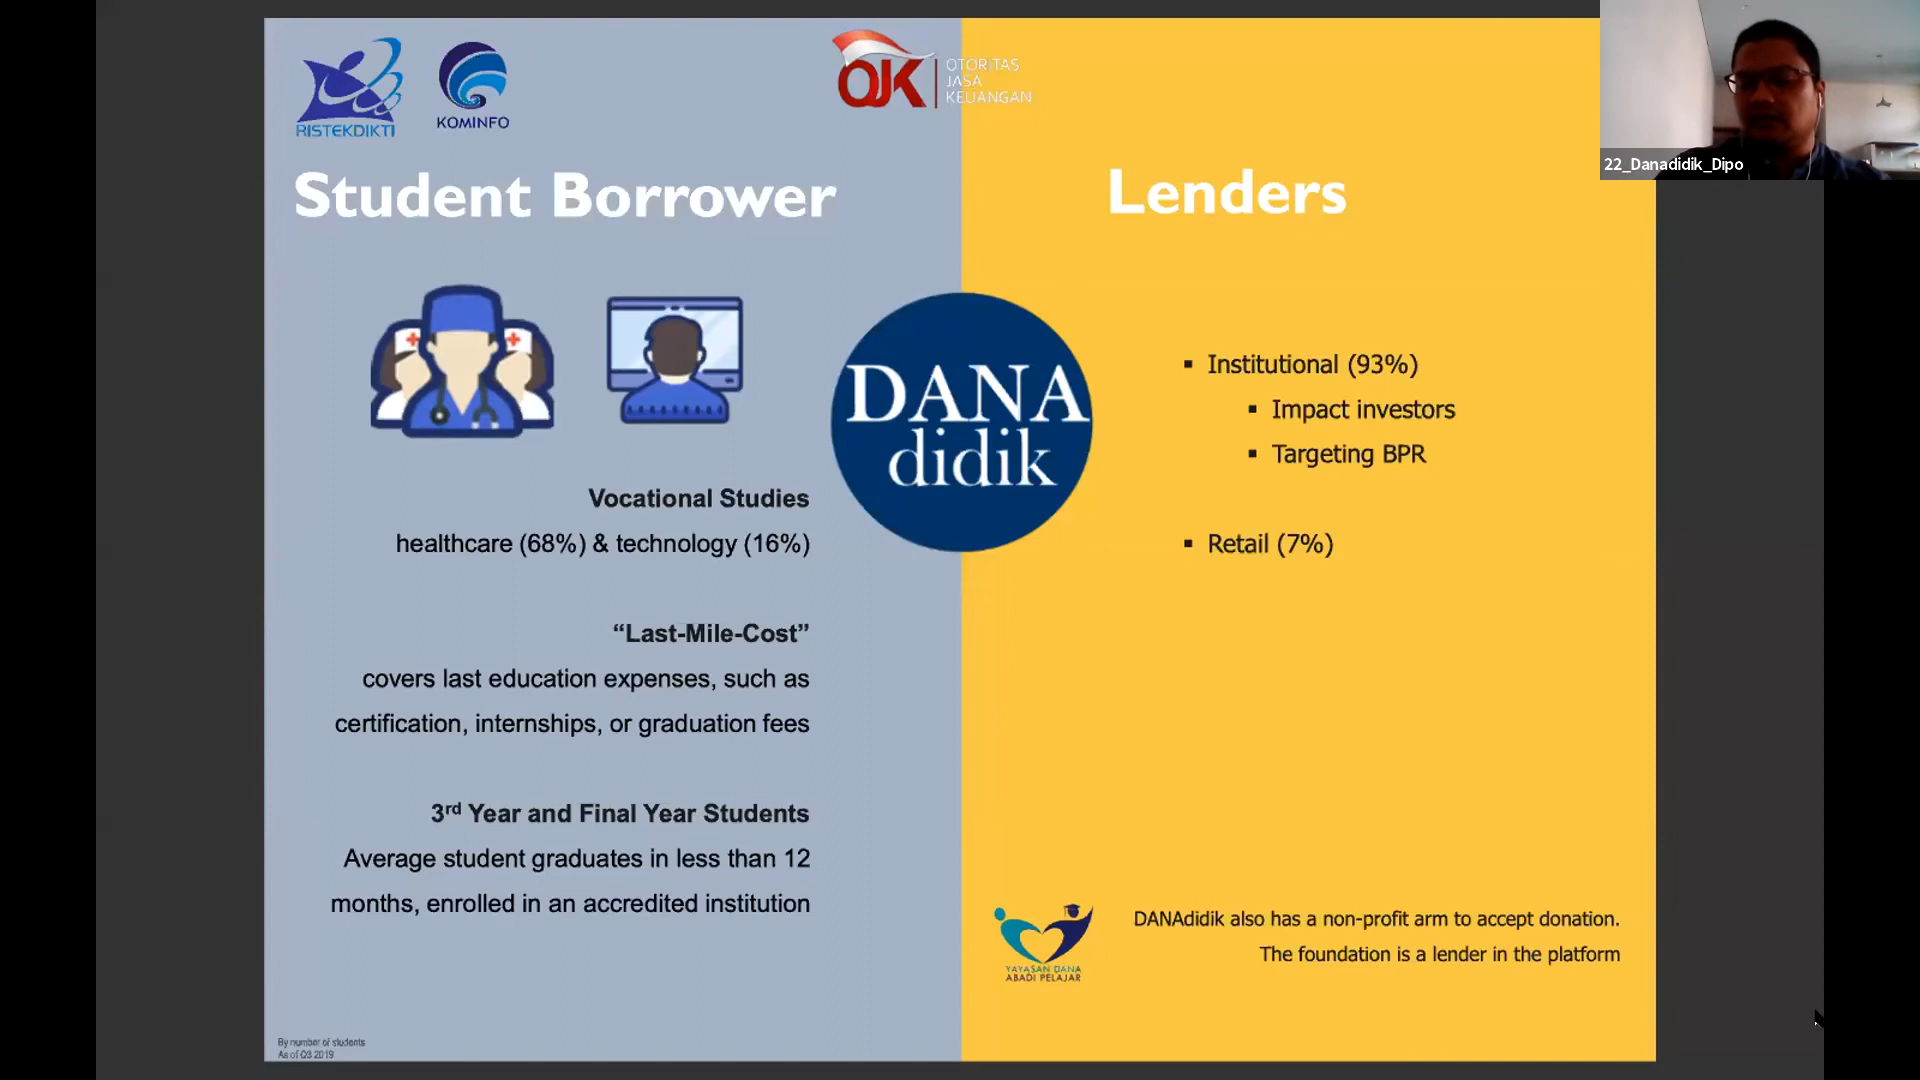 RISTEKDIKTI
KOMINFO
OJK
OTORITAS
JASA
KEUANGAN
22_Danadidik_Dipo
Student Borrower
Lenders
DANA
didik
Vocational Studies
healthcare (68%) & technology (16%)
“Last-Mile-Cost”
covers last education expenses, such as
certification, internships, or graduation fees
3rd Year and Final Year Students
Average student graduates in less than 12
months, enrolled in an accredited institution
By number of students
As of Q3 2019
▪ Institutional (93%)
▪ Impact investors
▪ Targeting BPR
▪ Retail (7%)
YAYASAN DANA
ABADI PELAJAR
DANAdidik also has a non-profit arm to accept donation.
The foundation is a lender in the platform